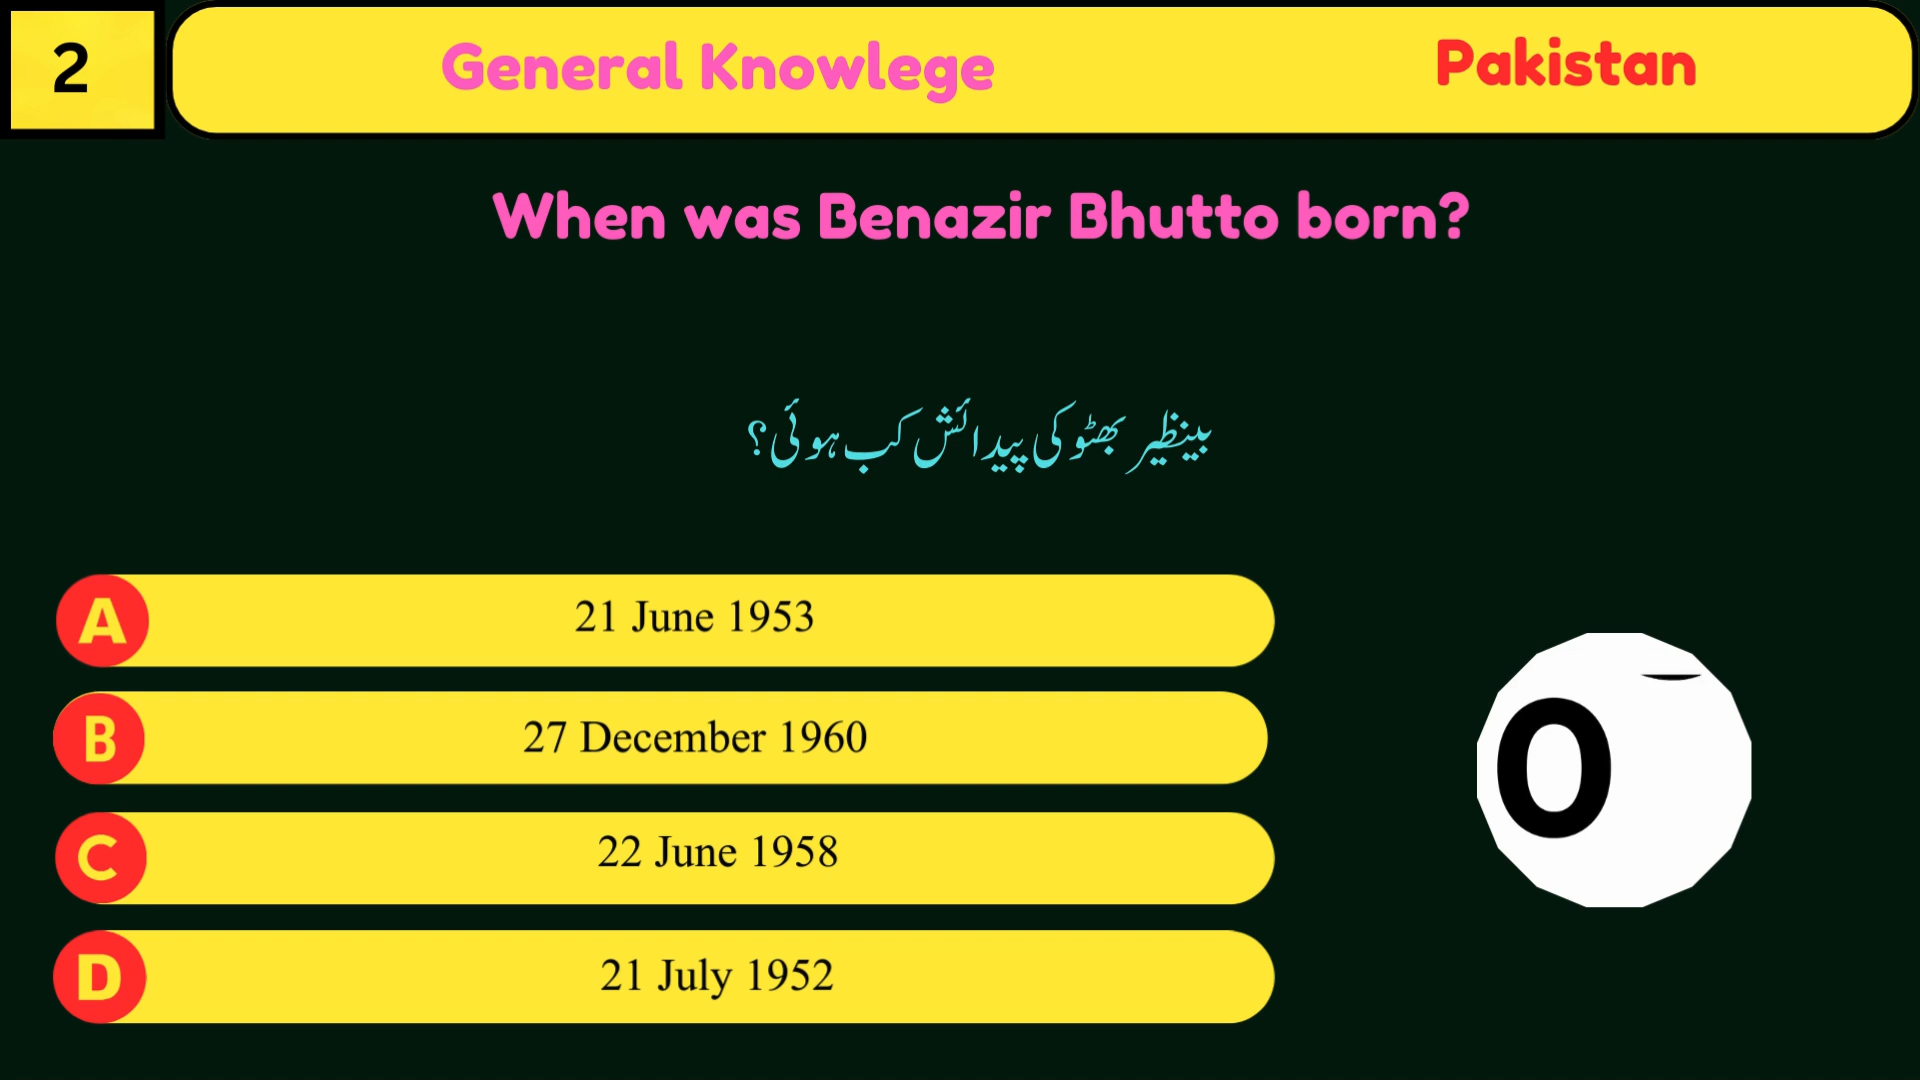 2
General Knowlege
Pakistan
When was Benazir Bhutto born?
بینظیر بھٹو کی پیدائش کب ہوئی؟
A 21 June 1953
B 27 December 1960
C 22 June 1958
D 21 July 1952
0